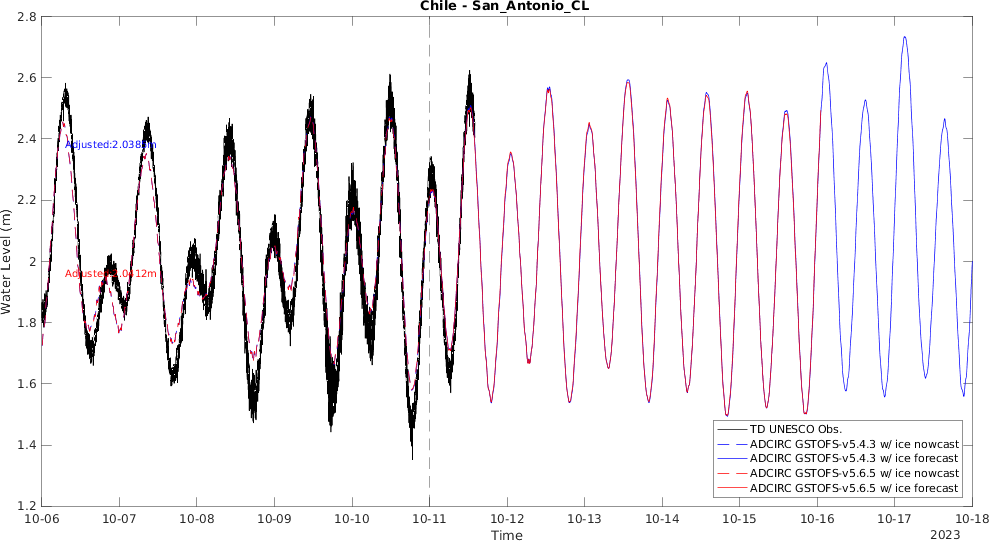 Chile - San_Antonio_CL
2.8
2.6
2.4
2.2
2
1.8
1.6
1.4
1.2
Water Level (m)
Adjusted:2.0385m
TD UNESCO Obs.
ADCIRC GSTOFS-v5.4.3 w/ ice nowcast
ADCIRC GSTOFS-v5.4.3 w/ ice forecast
ADCIRC GSTOFS-v5.6.5 w/ ice nowcast
ADCIRC GSTOFS-v5.6.5 w/ ice forecast
10-06 10-07 10-08 10-09 10-10 10-11 10-12 10-13 10-14 10-15 10-16 10-17 10-18
Time
2023